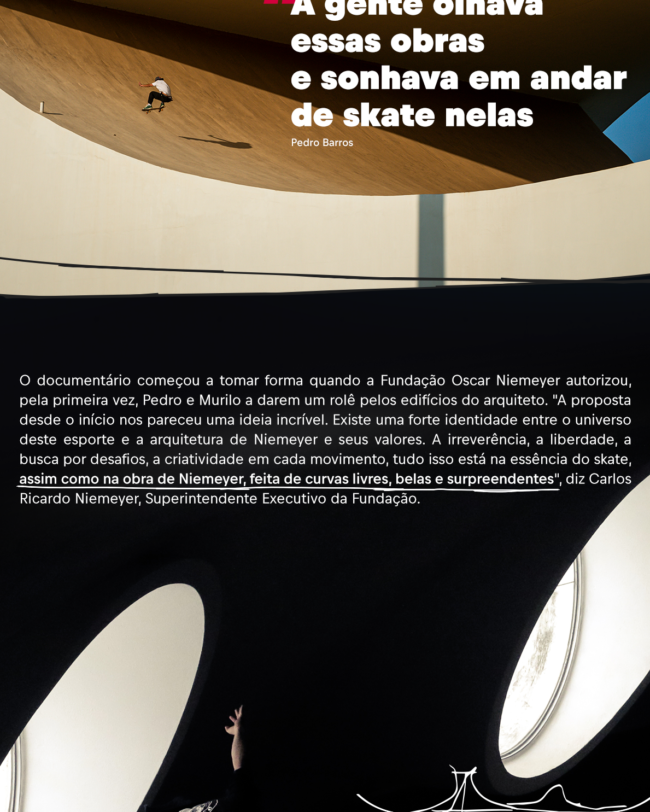 A gente olhava
essas obras
e sonhava em andar
de skate nelas
Pedro Barros
O documentário começou a tomar forma quando a Fundação Oscar Niemeyer autorizou,
pela primeira vez, Pedro e Murilo a darem um rolê pelos edifícios do arquiteto. "A proposta
desde o início nos pareceu uma ideia incrível. Existe uma forte identidade entre o universo
deste esporte e a arquitetura de Niemeyer e seus valores. A irreverência, a liberdade, a
busca por desafios, a criatividade em cada movimento, tudo isso está na essência do skate,
assim como na obra de Niemeyer, feita de curvas livres, belas e surpreendentes", diz Carlos
Ricardo Niemeyer, Superintendente Executivo da Fundação.